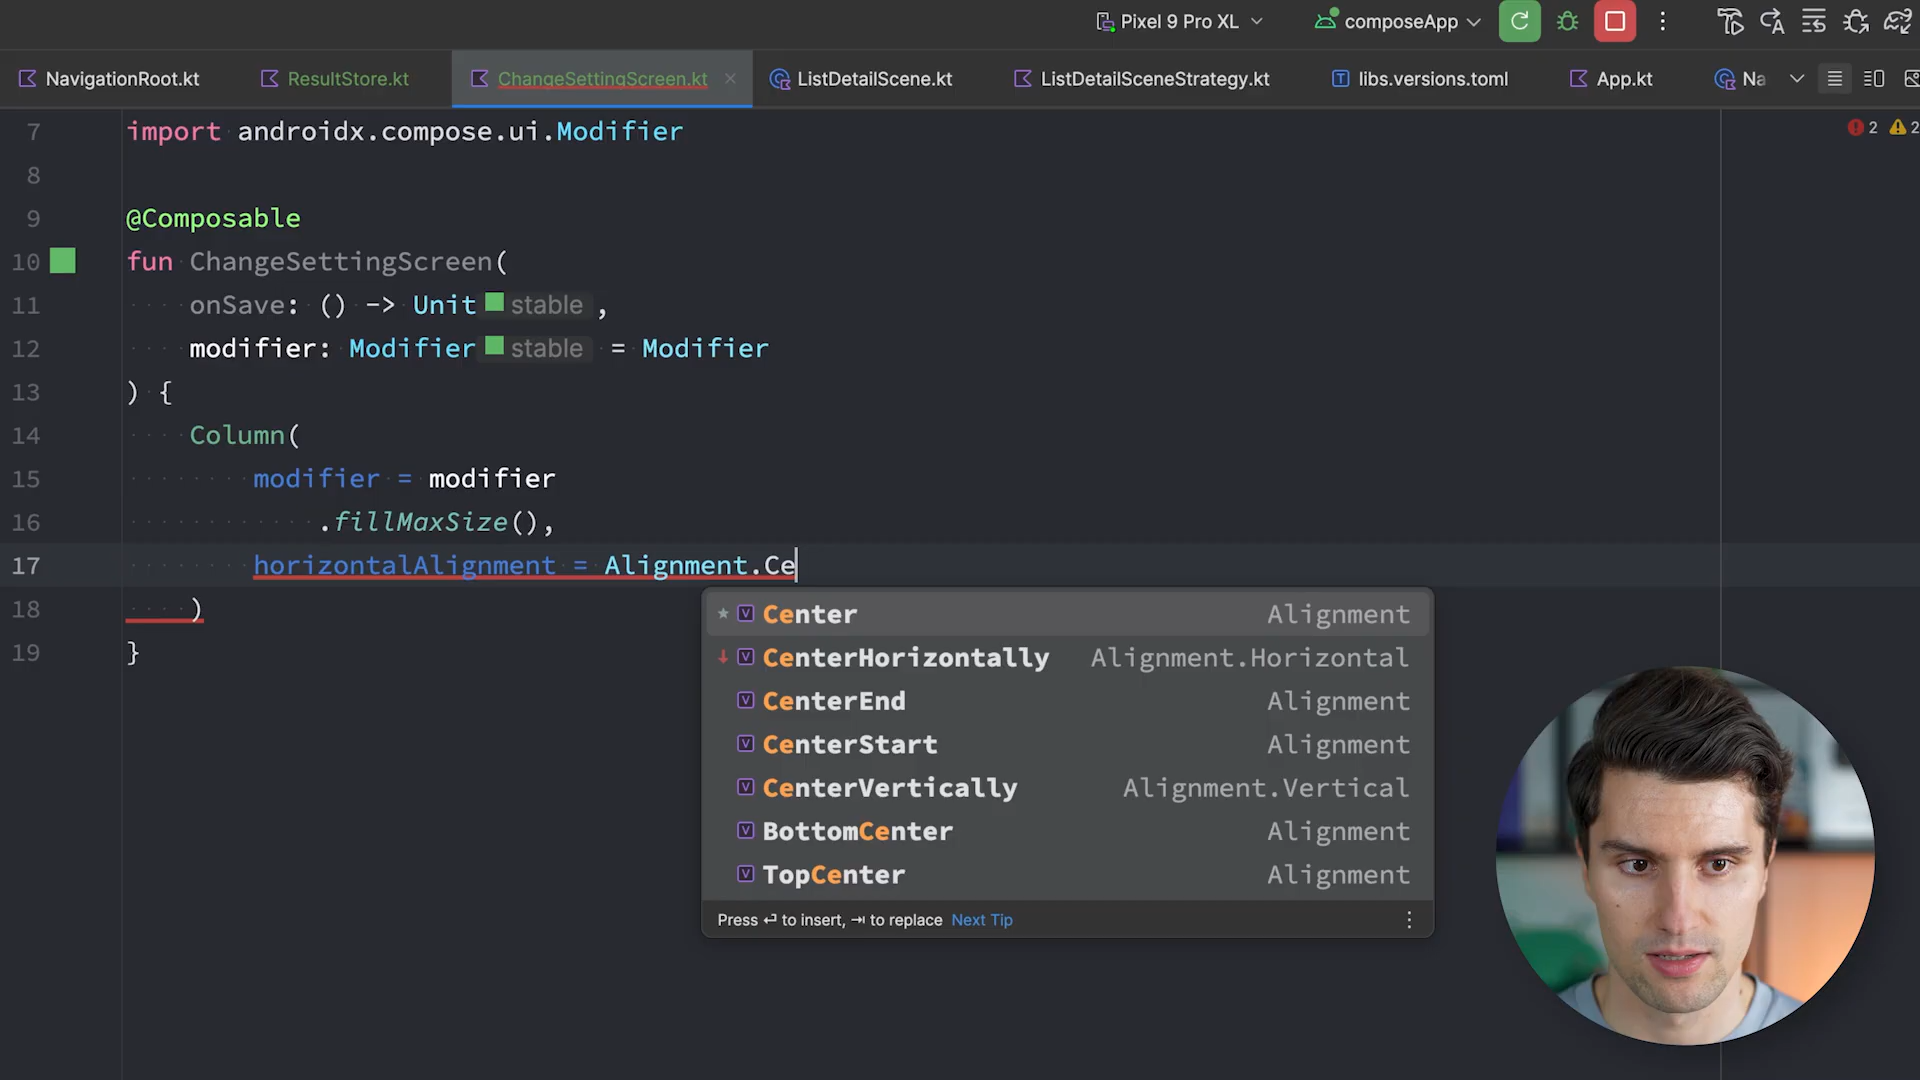 Pixel 9 Pro XL composeApp
NavigationRoot.kt ResultStore.kt ChangeSettingScreen.kt ListDetailScene.kt ListDetailSceneStrategy.kt libs.versions.toml App.kt Na
7 import androidx.compose.ui.Modifier 2 2
8
9 @Composable
10 fun ChangeSettingScreen(
11 onSave: () -> Unit stable ,
12 modifier: Modifier stable = Modifier
13 ) {
14 Column(
15 modifier = modifier
16 .fillMaxSize(),
17 horizontalAlignment = Alignment.Ce
18 )
19 }
Center Alignment
CenterHorizontally Alignment.Horizontal
CenterEnd Alignment
CenterStart Alignment
CenterVertically Alignment.Vertical
BottomCenter Alignment
TopCenter Alignment
Press ↵ to insert, ⇥ to replace Next Tip